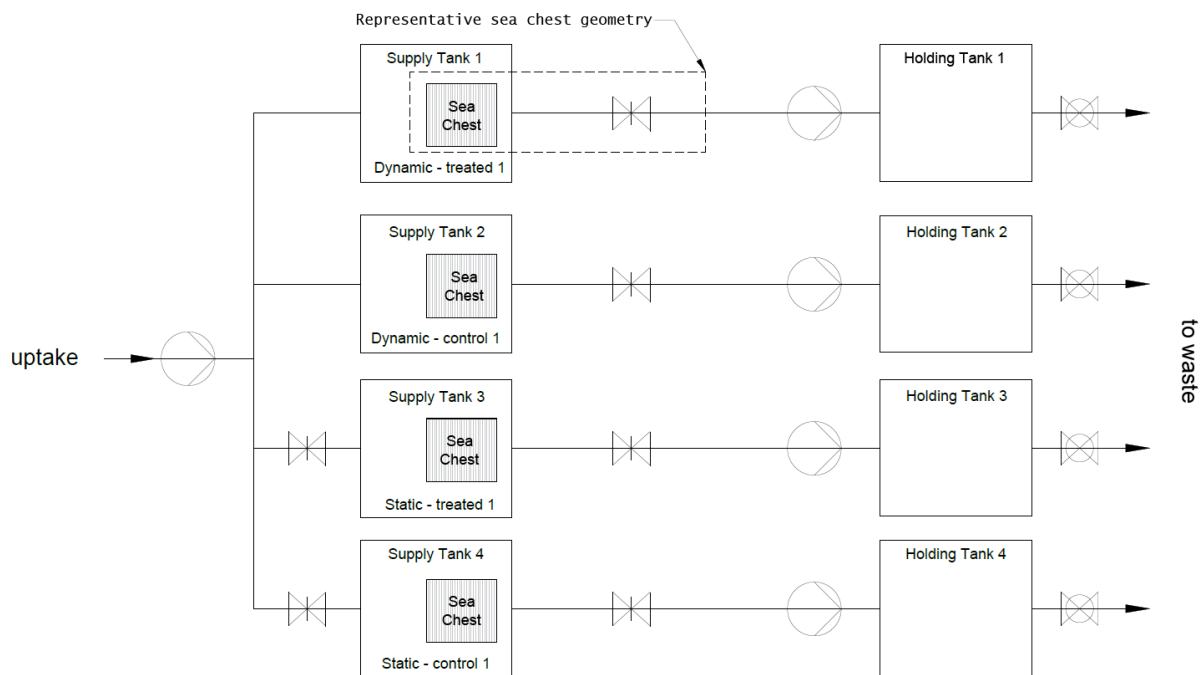 Representative sea chest geometry
Supply Tank 1
Sea
Chest
Dynamic - treated 1
Holding Tank 1
Supply Tank 2
Sea
Chest
Dynamic - control 1
Holding Tank 2
uptake
to waste
Supply Tank 3
Sea
Chest
Static - treated 1
Holding Tank 3
Supply Tank 4
Sea
Chest
Static - control 1
Holding Tank 4